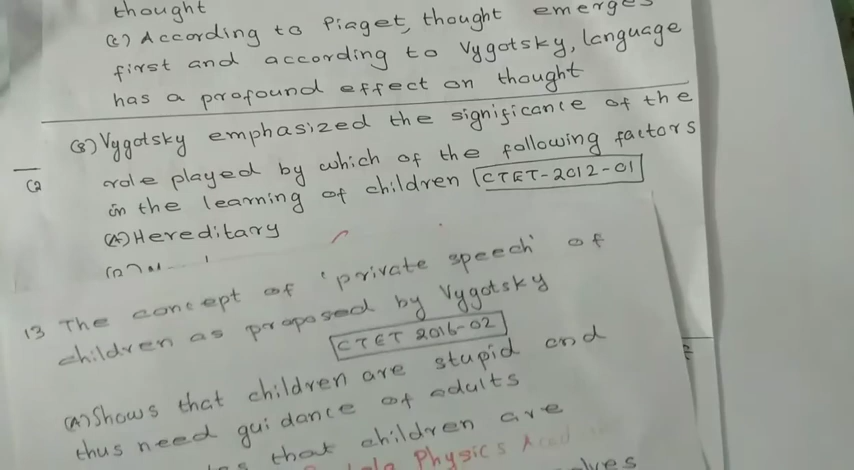 thought
(c) According to Piaget, thought emerges
first and according to Vygotsky, language
has a profound effect on thought
(8) Vygotsky emphasized the significance of the
role played by which of the following factors
in the learning of children CTET-2012-01
(A) Hereditary
13 The concept of 'private speech' of
children as proposed by Vygotsky
CTET 2016-02
(A) Shows that children are stupid and
thus need guidance of adults
that children are
Physics